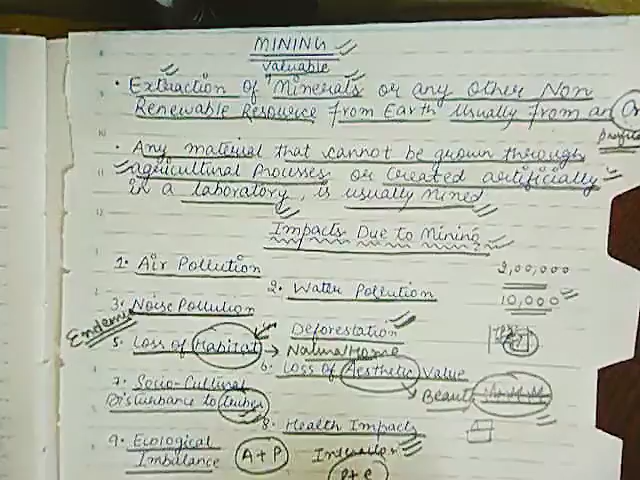 MINING
Valuable
• Extraction of "Minerals or any other Non
Renewable Resource from Earth Usually from an Or
• Any material that cannot be grown through
agricultural processes or created artificially
in a laboratory, is usually mined
Impacts Due to Mining
1. Air Pollution
2,00,000
2. Water Pollution
10,000
3. Noise Pollution
Endemic
Deforestation
5. Loss of Habitat → Natural Home
6. Loss of Aesthetic Value
7. Socio-Cultural
Beauty
Disturbance to
8. Health Impacts
9. Ecological
Imbalance
A+P
Interaction
P+C